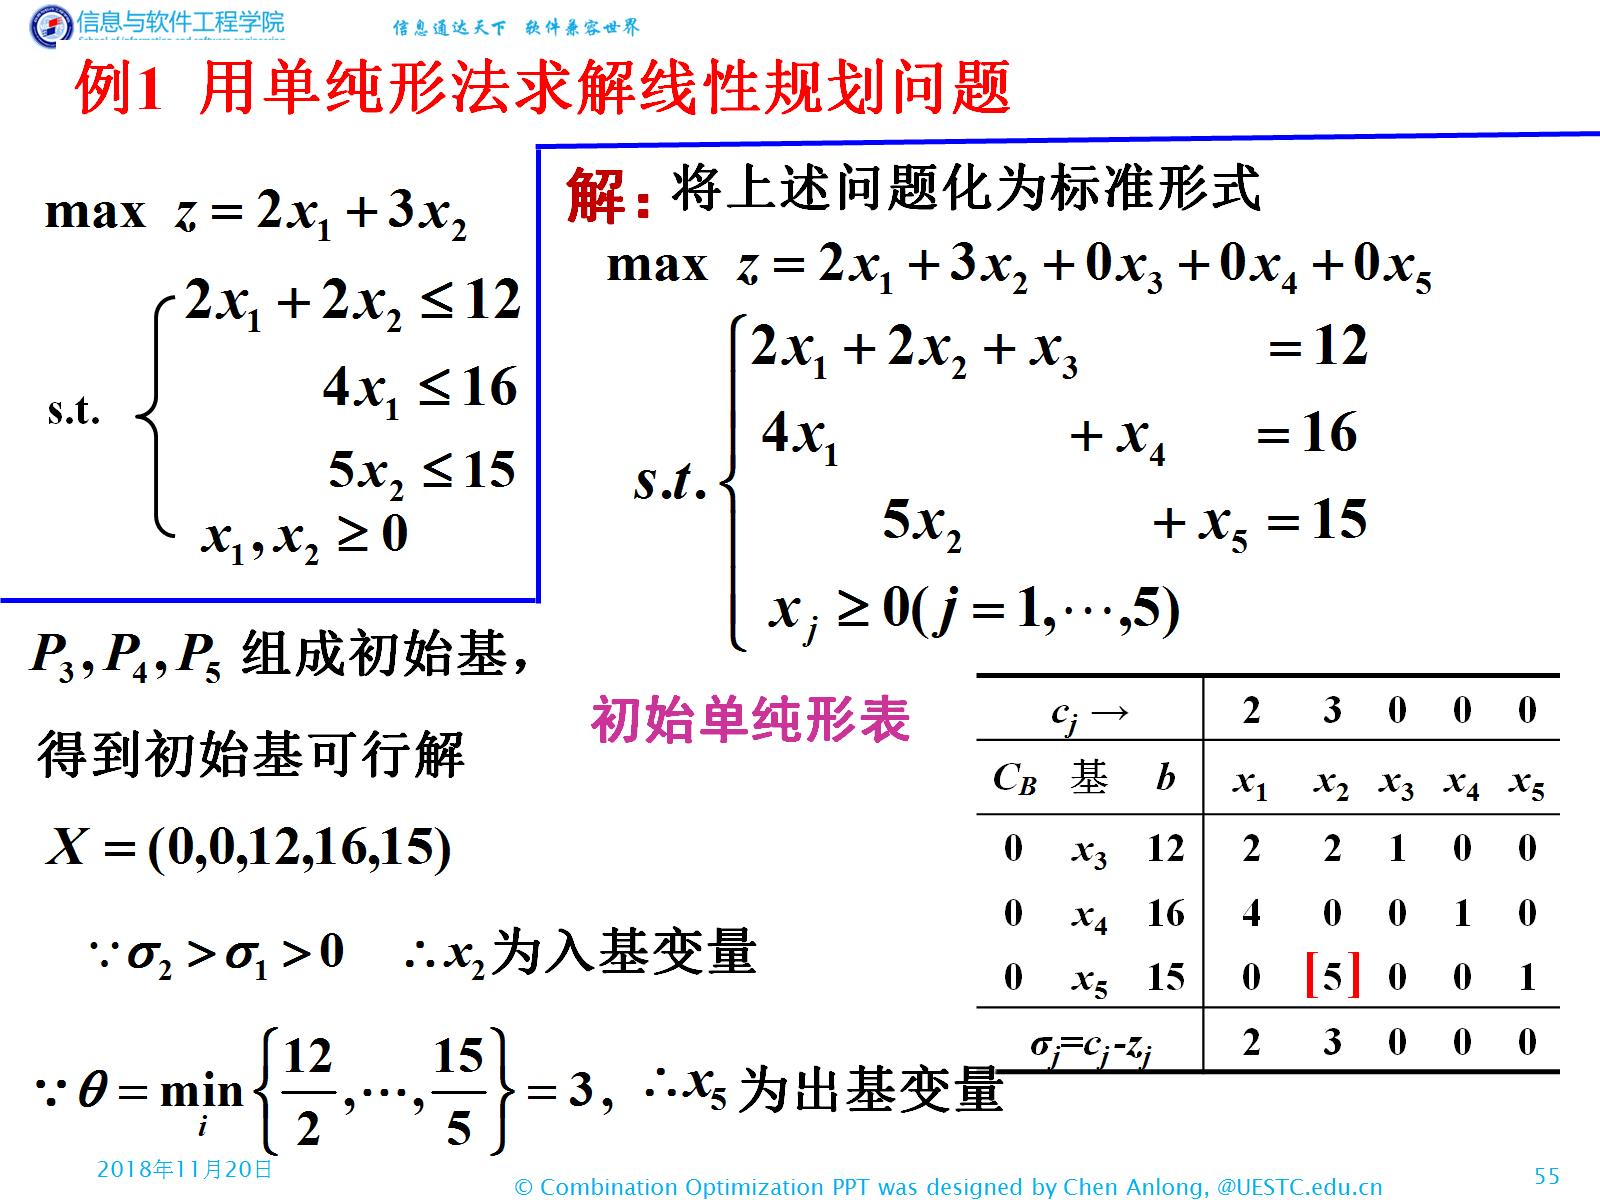 信息与软件工程学院
School of information and software engineering
信息通达天下 软件兼容世界
例1 用单纯形法求解线性规划问题
max z = 2x₁ + 3x₂
s.t.
2x₁ + 2x₂ ≤ 12
4x₁ ≤ 16
5x₂ ≤ 15
x₁, x₂ ≥ 0
解：将上述问题化为标准形式
max z = 2x₁ + 3x₂ + 0x₃ + 0x₄ + 0x₅
s.t.
2x₁ + 2x₂ + x₃ = 12
4x₁ + x₄ = 16
5x₂ + x₅ = 15
xⱼ ≥ 0( j = 1,⋯,5)
P₃, P₄, P₅ 组成初始基，
得到初始基可行解
X = (0,0,12,16,15)
∵σ₂ > σ₁ > 0 ∴x₂为入基变量
∵θ = min_i {12/2,⋯,15/5} = 3, ∴x₅ 为出基变量
初始单纯形表
cⱼ → 2 3 0 0 0
C_B 基 b x₁ x₂ x₃ x₄ x₅
0 x₃ 12 2 2 1 0 0
0 x₄ 16 4 0 0 1 0
0 x₅ 15 0 [5] 0 0 1
σⱼ=cⱼ-zⱼ 2 3 0 0 0
2018年11月20日
© Combination Optimization PPT was designed by Chen Anlong, @UESTC.edu.cn
55